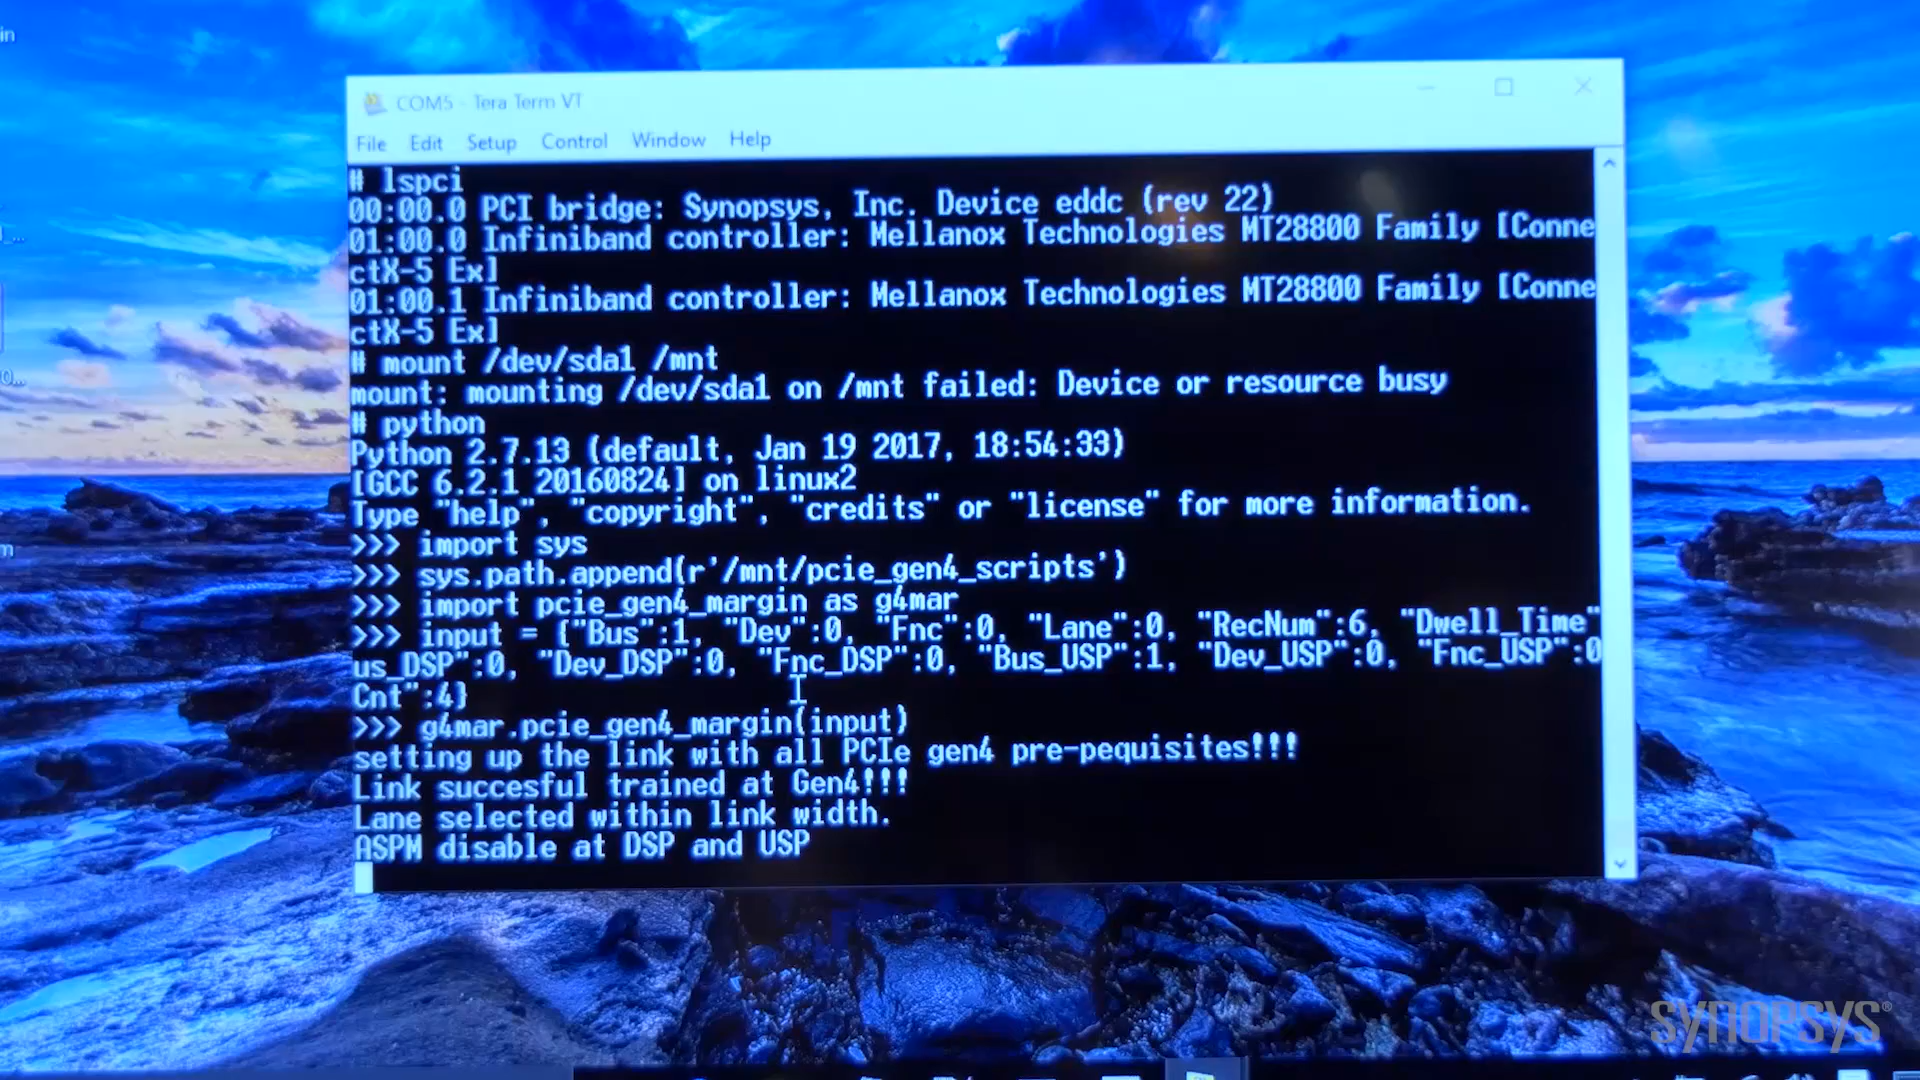 in
COM5 - Tera Term VT
File Edit Setup Control Window Help
# lspci
00:00.0 PCI bridge: Synopsys, Inc. Device eddc (rev 22)
01:00.0 Infiniband controller: Mellanox Technologies MT28800 Family [Conne
ctX-5 Ex]
01:00.1 Infiniband controller: Mellanox Technologies MT28800 Family [Conne
ctX-5 Ex]
# mount /dev/sda1 /mnt
mount: mounting /dev/sda1 on /mnt failed: Device or resource busy
# python
Python 2.7.13 (default, Jan 19 2017, 18:54:33)
[GCC 6.2.1 20160824] on linux2
Type "help", "copyright", "credits" or "license" for more information.
>>> import sys
>>> sys.path.append(r'/mnt/pcie_gen4_scripts')
>>> import pcie_gen4_margin as g4mar
>>> input = {"Bus":1, "Dev":0, "Fnc":0, "Lane":0, "RecNum":6, "Dwell_Time"
us_DSP":0, "Dev_DSP":0, "Fnc_DSP":0, "Bus_USP":1, "Dev_USP":0, "Fnc_USP":0
Cnt":4}
>>> g4mar.pcie_gen4_margin(input)
setting up the link with all PCIe gen4 pre-pequisites!!!
Link succesful trained at Gen4!!!
Lane selected within link width.
ASPM disable at DSP and USP
SYNOPSYS®